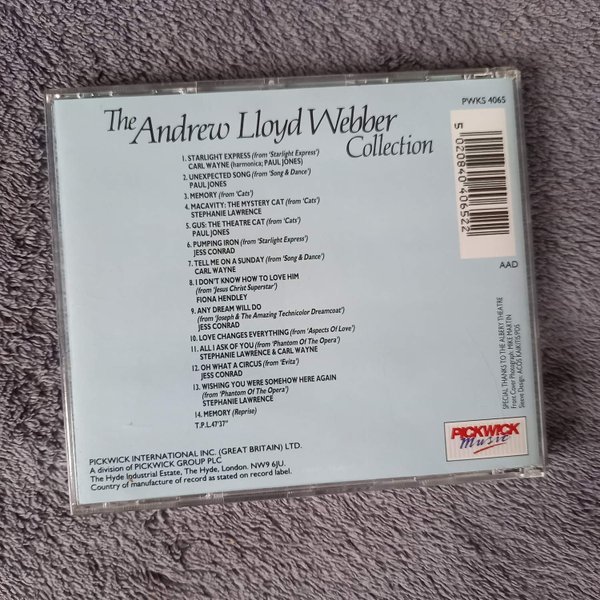 PWKS 4065
The Andrew Lloyd Webber
Collection
1. STARLIGHT EXPRESS (from 'Starlight Express')
CARL WAYNE (harmonica; PAUL JONES)
2. UNEXPECTED SONG (from 'Song & Dance')
PAUL JONES
3. MEMORY (from 'Cats')
4. MACAVITY: THE MYSTERY CAT (from 'Cats')
STEPHANIE LAWRENCE
5. GUS: THE THEATRE CAT (from 'Cats')
PAUL JONES
6. PUMPING IRON (from 'Starlight Express')
JESS CONRAD
7. TELL ME ON A SUNDAY (from 'Song & Dance')
CARL WAYNE
8. I DON'T KNOW HOW TO LOVE HIM
(from 'Jesus Christ Superstar')
FIONA HENDLEY
9. ANY DREAM WILL DO
(from 'Joseph & The Amazing Technicolor Dreamcoat')
JESS CONRAD
10. LOVE CHANGES EVERYTHING (from 'Aspects Of Love')
11. ALL I ASK OF YOU (from 'Phantom Of The Opera')
STEPHANIE LAWRENCE & CARL WAYNE
12. OH WHAT A CIRCUS (from 'Evita')
JESS CONRAD
13. WISHING YOU WERE SOMEHOW HERE AGAIN
(from 'Phantom Of The Opera')
STEPHANIE LAWRENCE
14. MEMORY (Reprise)
T.P.L.47'37"
PICKWICK INTERNATIONAL INC. (GREAT BRITAIN) LTD.
A division of PICKWICK GROUP PLC
The Hyde Industrial Estate, The Hyde, London. NW9 6JU.
Country of manufacture of record as stated on record label.
5 020840 406522
AAD
SPECIAL THANKS TO THE ALBERY THEATRE
Front Cover Photograph: MIKE MARTIN
Sleeve Design:
PICKWICK
Music